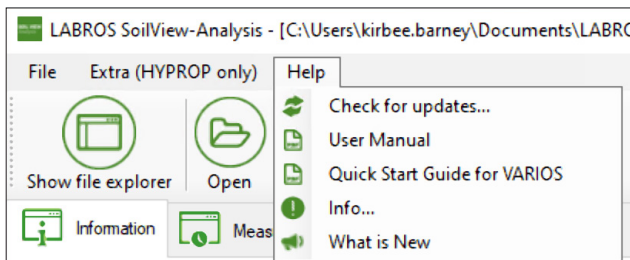 LABROS SoilView-Analysis - [C:\Users\kirbee.barney\Documents\LABRO
File Extra (HYPROP only) Help
Check for updates...
User Manual
Quick Start Guide for VARIOS
Show file explorer Open
Info...
Information Meas
What is New